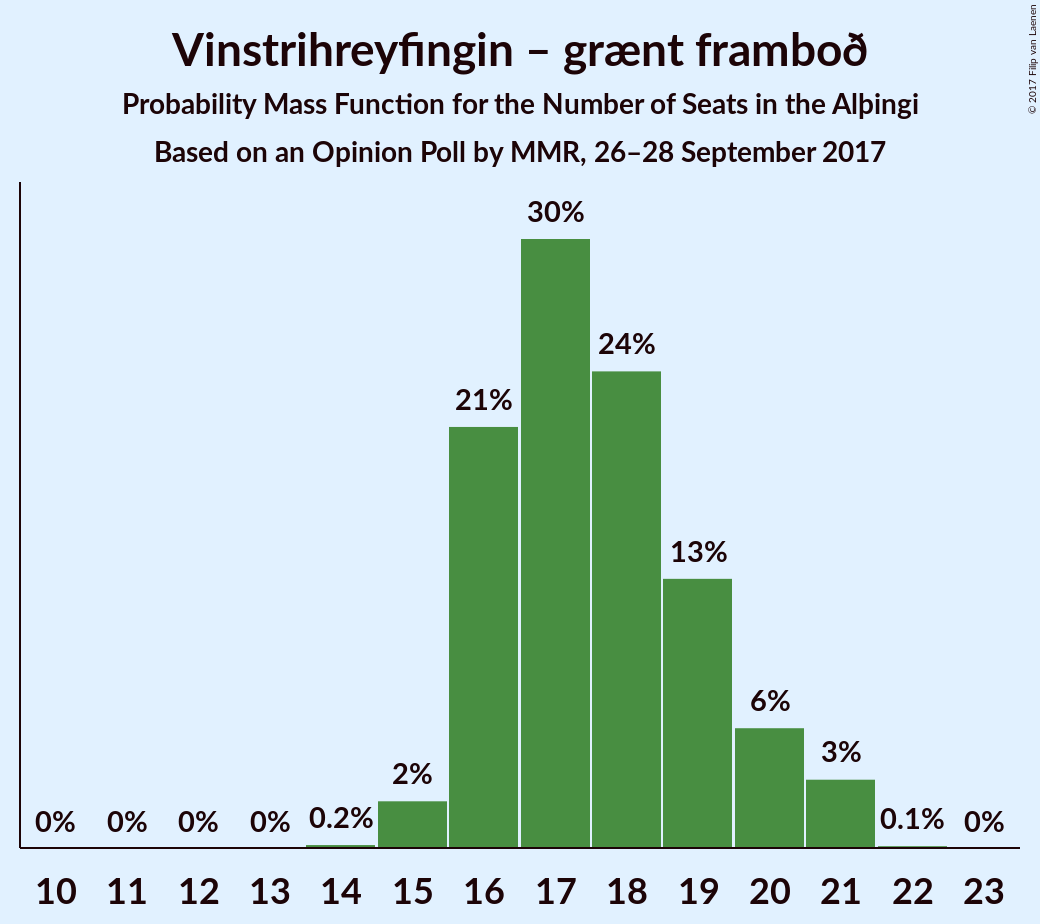 Vinstrihreyfingin – grænt framboð
Probability Mass Function for the Number of Seats in the Alþingi
Based on an Opinion Poll by MMR, 26–28 September 2017
© 2017 Filip van Laenen
30%
24%
21%
13%
6%
3%
2%
0% 0% 0% 0% 0.2% 0.1% 0%
10 11 12 13 14 15 16 17 18 19 20 21 22 23